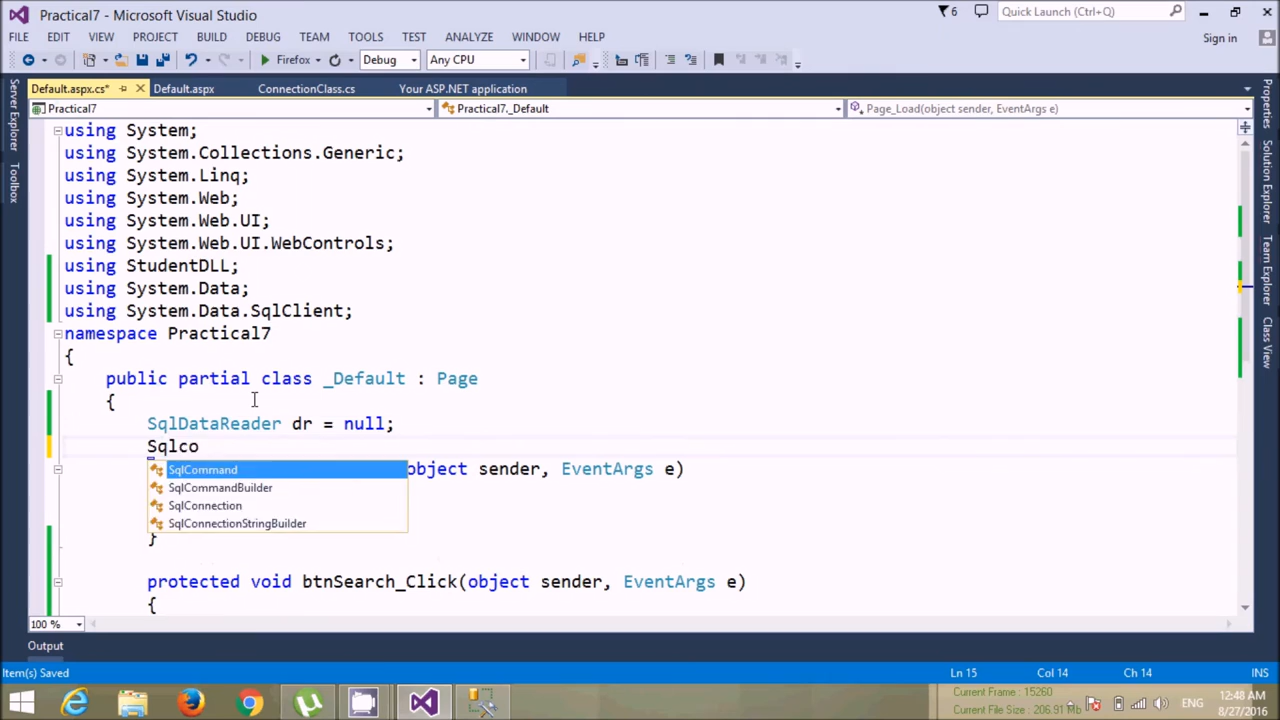 Practical7 - Microsoft Visual Studio
6
Quick Launch (Ctrl+Q)
FILE EDIT VIEW PROJECT BUILD DEBUG TEAM TOOLS TEST ANALYZE WINDOW HELP
Sign in
Firefox Debug Any CPU
Default.aspx.cs* Default.aspx ConnectionClass.cs Your ASP.NET application
Practical7 Practical7._Default Page_Load(object sender, EventArgs e)
Server Explorer
Toolbox
Properties
Solution Explorer
Team Explorer
Class View
using System;
using System.Collections.Generic;
using System.Linq;
using System.Web;
using System.Web.UI;
using System.Web.UI.WebControls;
using StudentDLL;
using System.Data;
using System.Data.SqlClient;
namespace Practical7
{
public partial class _Default : Page
{
SqlDataReader dr = null;
Sqlco
object sender, EventArgs e)
SqlCommand
SqlCommandBuilder
SqlConnection
SqlConnectionStringBuilder
}
protected void btnSearch_Click(object sender, EventArgs e)
{
100 %
Output
Item(s) Saved Ln 15 Col 14 Ch 14 INS
Current Frame : 15260
Current File Size : 206.91 Mb
ENG
12:48 AM
8/27/2016